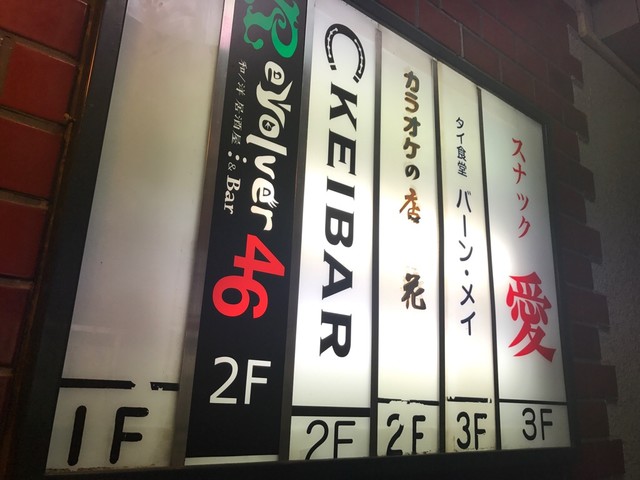 1F
Revolver 46
和/洋 居酒屋 & Bar
2F
CKEIBAR
2F
カラオケの店 花
2F
タイ食堂 バーン・メイ
3F
スナック 愛
3F